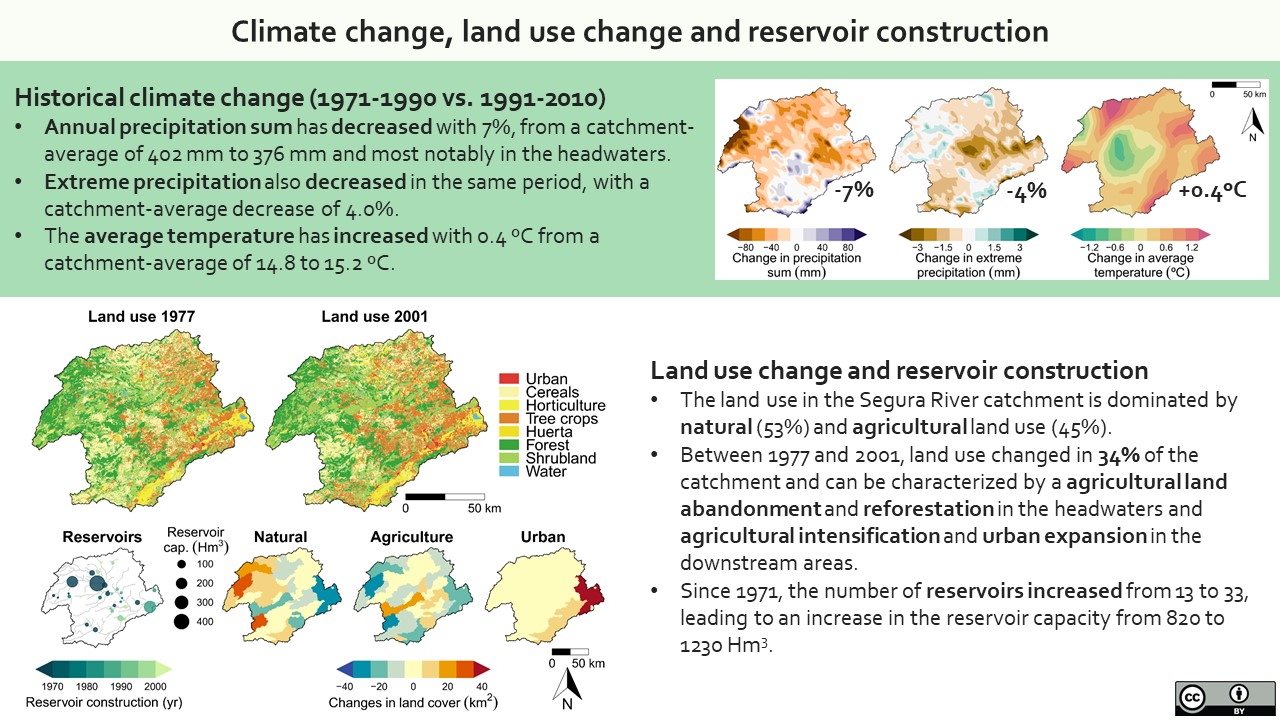 Climate change, land use change and reservoir construction
Historical climate change (1971-1990 vs. 1991-2010)
• Annual precipitation sum has decreased with 7%, from a catchment-
average of 402 mm to 376 mm and most notably in the headwaters.
• Extreme precipitation also decreased in the same period, with a
catchment-average decrease of 4.0%.
• The average temperature has increased with 0.4 ºC from a
catchment-average of 14.8 to 15.2 ºC.
0 50 km
N
-7%
-4%
+0.4ºC
−80 −40 0 40 80
Change in precipitation
sum (mm)
−3 −1.5 0 1.5 3
Change in extreme
precipitation (mm)
−1.2 −0.6 0 0.6 1.2
Change in average
temperature (ºC)
Land use 1977
Land use 2001
Urban
Cereals
Horticulture
Tree crops
Huerta
Forest
Shrubland
Water
0 50 km
Reservoirs
Reservoir
cap. (Hm³)
100
200
300
400
Natural
Agriculture
Urban
1970 1980 1990 2000
Reservoir construction (yr)
−40 −20 0 20 40
Changes in land cover (km²)
0 50 km
N
Land use change and reservoir construction
• The land use in the Segura River catchment is dominated by
natural (53%) and agricultural land use (45%).
• Between 1977 and 2001, land use changed in 34% of the
catchment and can be characterized by a agricultural land
abandonment and reforestation in the headwaters and
agricultural intensification and urban expansion in the
downstream areas.
• Since 1971, the number of reservoirs increased from 13 to 33,
leading to an increase in the reservoir capacity from 820 to
1230 Hm³.
cc
BY